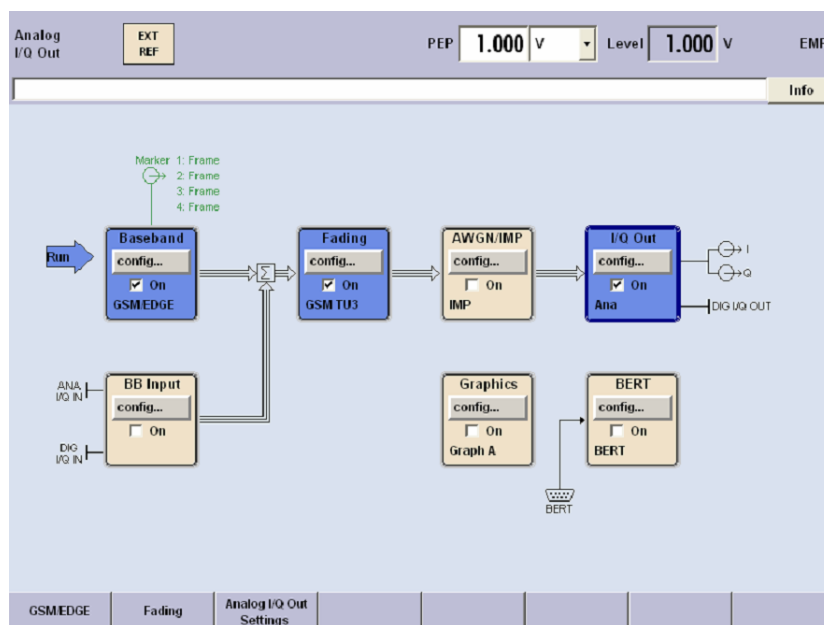 Analog
I/Q Out
EXT
REF
PEP 1.000 V Level 1.000 V
Info
Marker 1: Frame
2: Frame
3: Frame
4: Frame
Run
Baseband
config...
On
GSM/EDGE
Σ
Fading
config...
On
GSM TU3
AWGN/IMP
config...
On
IMP
I/Q Out
config...
On
Ana
I
Q
DIG I/Q OUT
ANA
I/Q IN
DIG
I/Q IN
BB Input
config...
On
Graphics
config...
On
Graph A
BERT
config...
On
BERT
BERT
GSM/EDGE
Fading
Analog I/Q Out
Settings